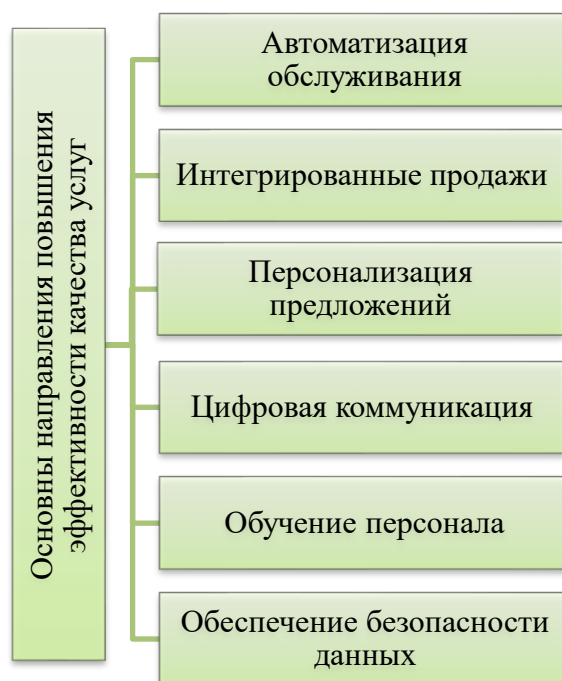 Основны направления повышения
эффективности качества услуг
Автоматизация
обслуживания
Интегрированные продажи
Персонализация
предложений
Цифровая коммуникация
Обучение персонала
Обеспечение безопасности
данных